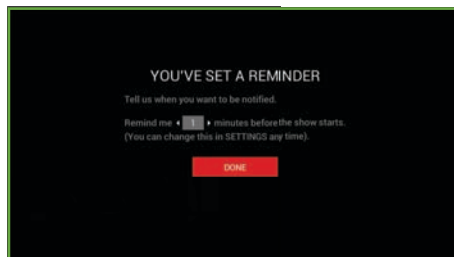 YOU'VE SET A REMINDER
Tell us when you want to be notified.
Remind me 1 minutes before the show starts.
(You can change this in SETTINGS any time).
DONE